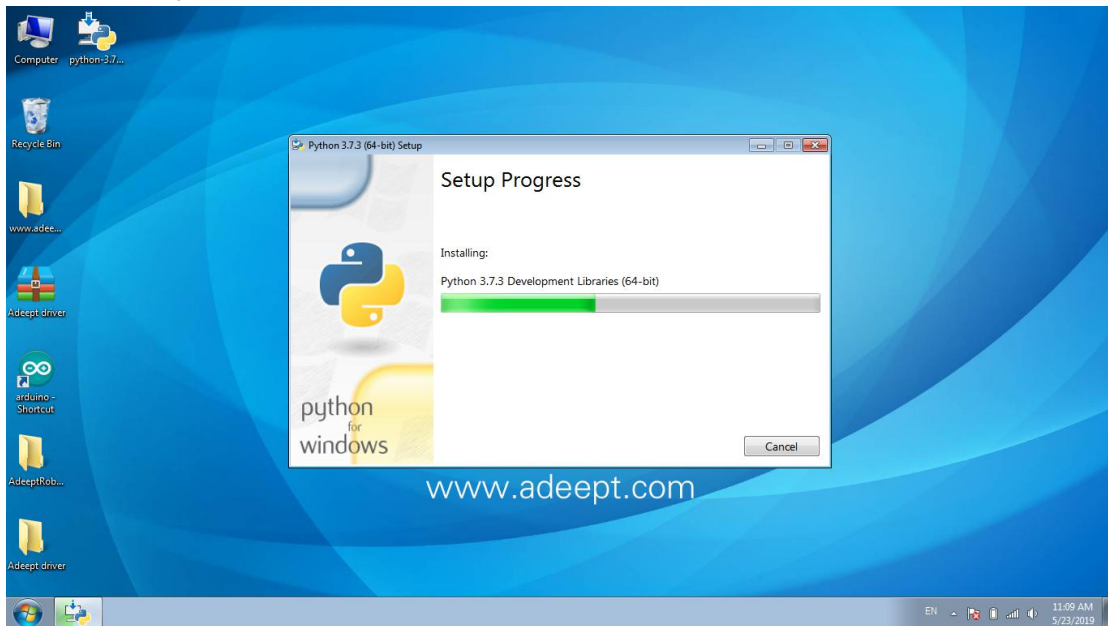 Computer
python-3.7...
Recycle Bin
www.adee...
Adeept driver
arduino -
Shortcut
AdeeptRob...
Adeept driver
Python 3.7.3 (64-bit) Setup
Setup Progress
Installing:
Python 3.7.3 Development Libraries (64-bit)
python
for
windows
Cancel
www.adeept.com
EN
11:09 AM
5/23/2019